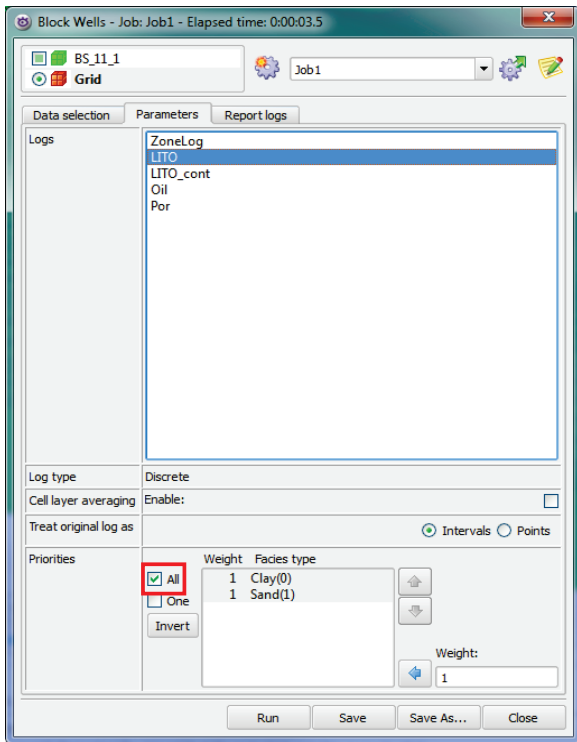 Block Wells - Job: Job1 - Elapsed time: 0:00:03.5
BS_11_1
Grid
Job1
Data selection
Parameters
Report logs
Logs
ZoneLog
LITO
LITO_cont
Oil
Por
Log type
Discrete
Cell layer averaging
Enable:
Treat original log as
Intervals
Points
Priorities
All
One
Invert
Weight Facies type
1 Clay(0)
1 Sand(1)
Weight:
1
Run
Save
Save As...
Close